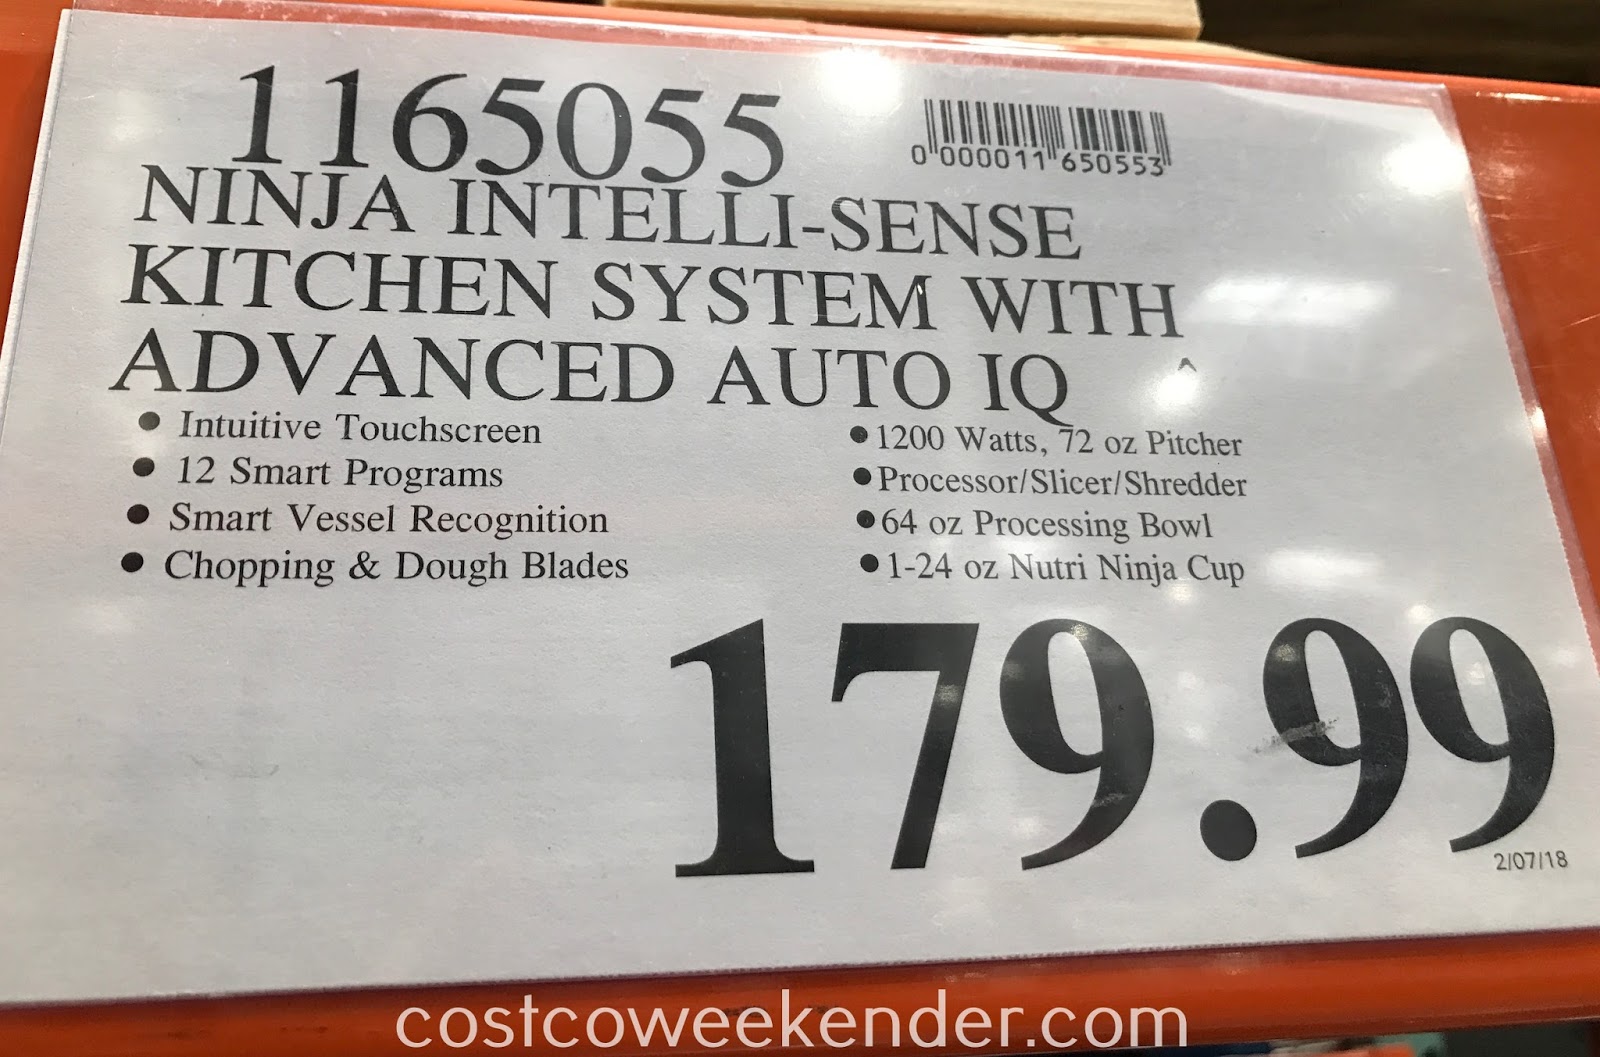 1165055
0 000011 650553
NINJA INTELLI-SENSE
KITCHEN SYSTEM WITH
ADVANCED AUTO IQ
• Intuitive Touchscreen
• 12 Smart Programs
• Smart Vessel Recognition
• Chopping & Dough Blades
• 1200 Watts, 72 oz Pitcher
• Processor/Slicer/Shredder
• 64 oz Processing Bowl
• 1-24 oz Nutri Ninja Cup
179.99
2/07/18
costcoweekender.com